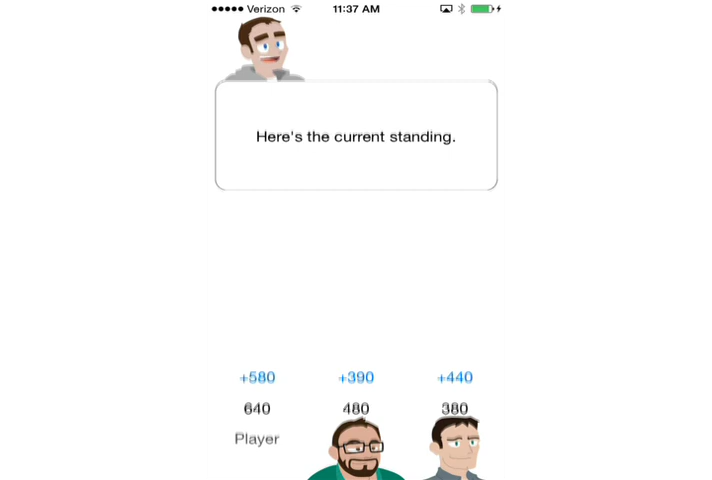 Verizon 11:37 AM
Here's the current standing.
+580 +390 +440
640 480 380
Player